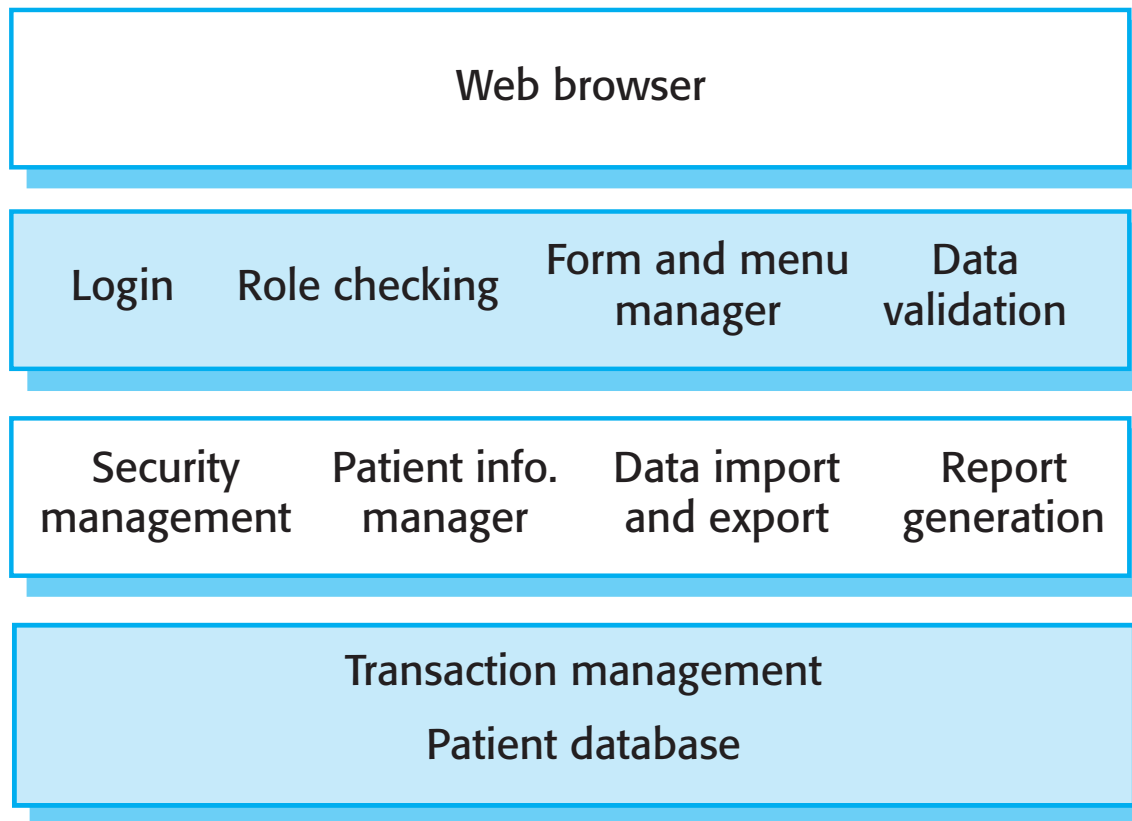 Web browser
Login
Role checking
Form and menu
manager
Data
validation
Security
management
Patient info.
manager
Data import
and export
Report
generation
Transaction management
Patient database